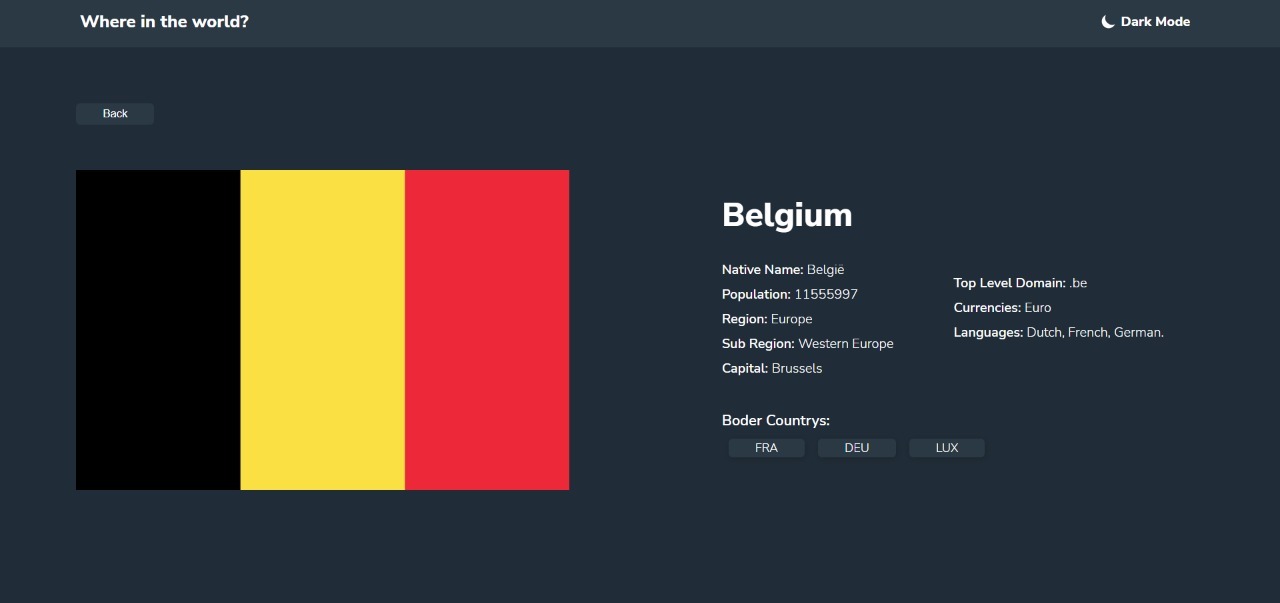 Where in the world?
Dark Mode
Back
Belgium
Native Name: België
Population: 11555997
Region: Europe
Sub Region: Western Europe
Capital: Brussels
Top Level Domain: .be
Currencies: Euro
Languages: Dutch, French, German.
Boder Countrys:
FRA DEU LUX